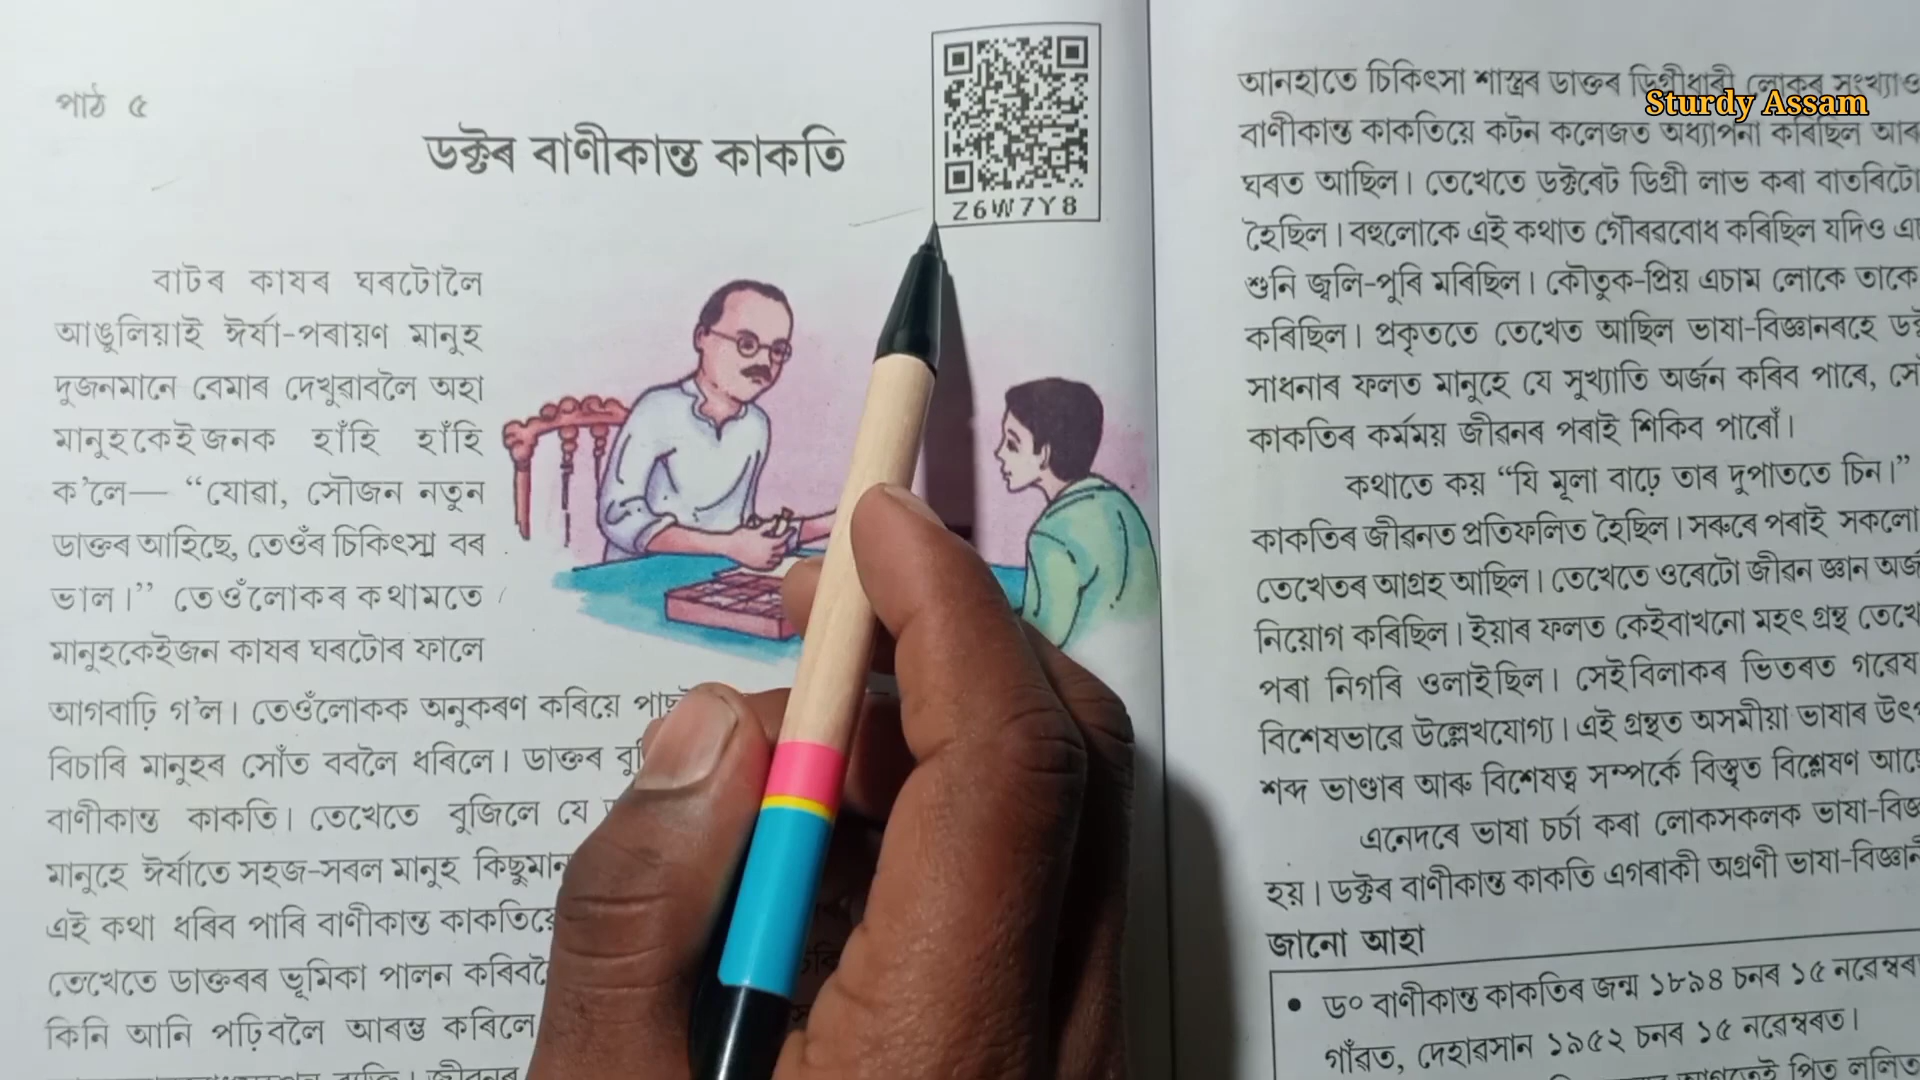 পাঠ ৫
ডক্টৰ বাণীকান্ত কাকতি
Z6W7Y8
বাটৰ কাষৰ ঘৰটোলৈ
আঙুলিয়াই ঈৰ্ষা-পৰায়ণ মানুহ
দুজনমানে বেমাৰ দেখুৱাবলৈ অহা
মানুহকেইজনক হাঁহি হাঁহি
ক’লে— “যোৱা, সৌজন নতুন
ডাক্তৰ আহিছে, তেওঁৰ চিকিৎসা বৰ
ভাল।” তেওঁলোকৰ কথামতে
মানুহকেইজন কাষৰ ঘৰটোৰ ফালে
আগবাঢ়ি গ’ল। তেওঁলোকক অনুকৰণ কৰিয়ে
বিচাৰি মানুহৰ সোঁত ববলৈ ধৰিলে। ডাক্তৰ
বাণীকান্ত কাকতি। তেখেতে বুজিলে যে
মানুহে ঈৰ্ষাতে সহজ-সৰল মানুহ
এই কথা ধৰিব পাৰি বাণীকান্ত
তেখেতে ডাক্তৰৰ ভূমিকা পালন
কিনি আনি পঢ়িবলৈ আৰম্ভ কৰিলে
Sturdy Assam
আনহাতে চিকিৎসা শাস্ত্ৰৰ ডাক্তৰ ডিগ্ৰীধাৰী লোকৰ সংখ্যাও
বাণীকান্ত কাকতিয়ে কটন কলেজত অধ্যাপনা কৰিছিল
ঘৰত আছিল। তেখেতে ডক্টৰেট ডিগ্ৰী লাভ কৰা বাতৰিটো
হৈছিল। বহুলোকে এই কথাত গৌৰৱবোধ কৰিছিল যদিও
শুনি জ্বলি-পুৰি মৰিছিল। কৌতুক-প্ৰিয় এচাম লোকে তাকে
কৰিছিল। প্ৰকৃততে তেখেত আছিল ভাষা-বিজ্ঞানৰহে
সাধনাৰ ফলত মানুহে যে সুখ্যাতি অৰ্জন কৰিব পাৰে,
কাকতিৰ কৰ্মময় জীৱনৰ পৰাই শিকিব পাৰোঁ।
কথাতে কয় “যি মূলা বাঢ়ে তাৰ দুপাততে চিন।”
কাকতিৰ জীৱনত প্ৰতিফলিত হৈছিল। সৰুৰে পৰাই সকলো
তেখেতৰ আগ্ৰহ আছিল। তেখেতে ওৰেটো জীৱন জ্ঞান
নিয়োগ কৰিছিল। ইয়াৰ ফলত কেইবাখনো মহৎ গ্ৰন্থ
পৰা নিগৰি ওলাইছিল। সেইবিলাকৰ ভিতৰত
বিশেষভাৱে উল্লেখযোগ্য। এই গ্ৰন্থত অসমীয়া ভাষাৰ
শব্দ ভাণ্ডাৰ আৰু বিশেষত্ব সম্পৰ্কে বিস্তৃত বিশ্লেষণ
এনেদৰে ভাষা চৰ্চা কৰা লোকসকলক
হয়। ডক্টৰ বাণীকান্ত কাকতি এগৰাকী অগ্ৰণী
জানো আহা
• ড০ বাণীকান্ত কাকতিৰ জন্ম ১৮৯৪ চনৰ ১৫ নৱেম্বৰ
গাঁৱত, দেহাৱসান ১৯৫২ চনৰ ১৫ নৱেম্বৰত।